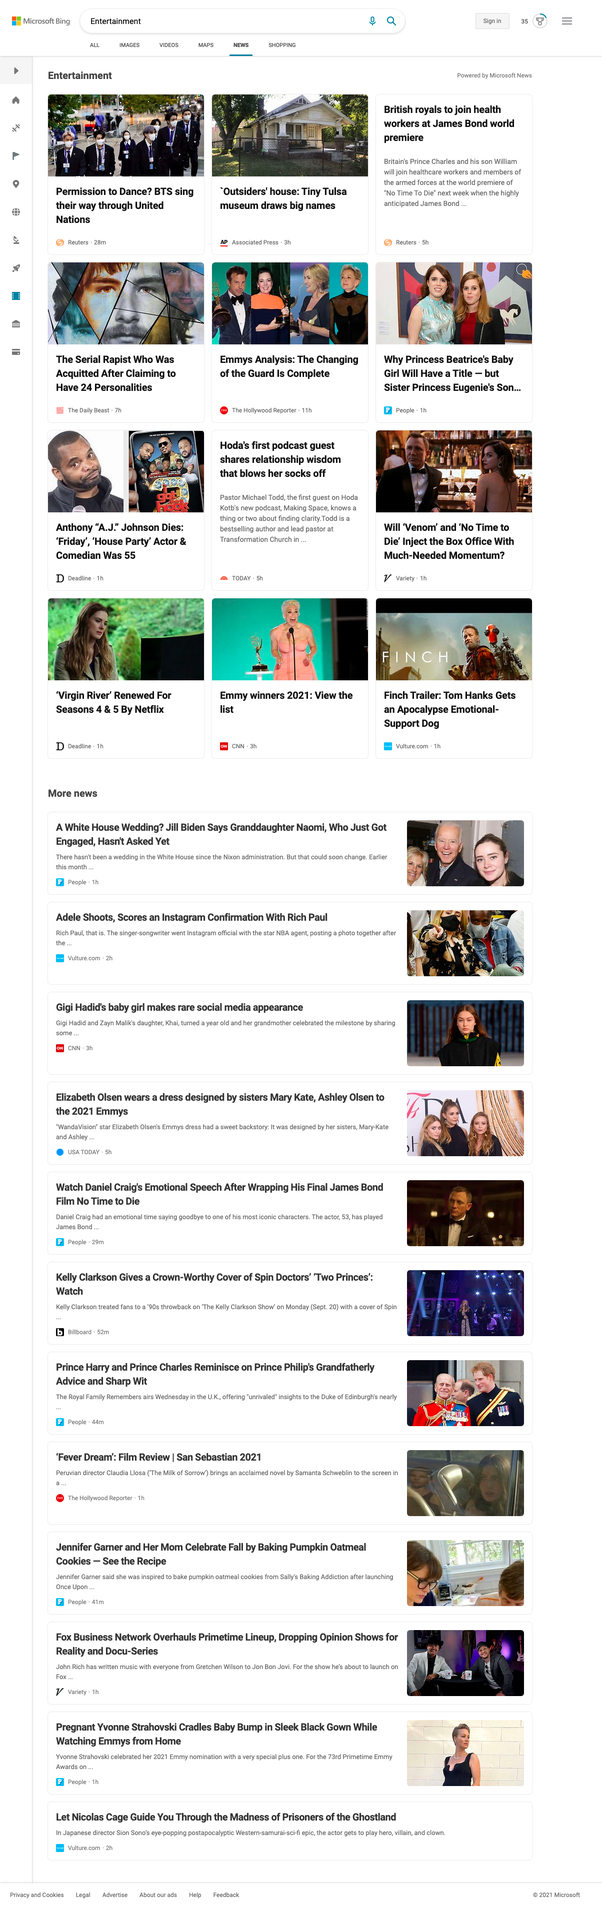 Microsoft Bing
Entertainment
Sign in
35
ALL
IMAGES
VIDEOS
MAPS
NEWS
SHOPPING
Entertainment
Powered by Microsoft News
Permission to Dance? BTS sing
their way through United
Nations
Reuters · 28m
`Outsiders' house: Tiny Tulsa
museum draws big names
AP
Associated Press · 3h
British royals to join health
workers at James Bond world
premiere
Britain's Prince Charles and his son William
will join healthcare workers and members of
the armed forces at the world premiere of
"No Time To Die" next week when the highly
anticipated James Bond ...
Reuters · 5h
The Serial Rapist Who Was
Acquitted After Claiming to
Have 24 Personalities
The Daily Beast · 7h
Emmys Analysis: The Changing
of the Guard Is Complete
The Hollywood Reporter · 11h
Why Princess Beatrice's Baby
Girl Will Have a Title — but
Sister Princess Eugenie's Son...
People · 1h
Anthony “A.J.” Johnson Dies:
‘Friday’, ‘House Party’ Actor &
Comedian Was 55
Deadline · 1h
Hoda's first podcast guest
shares relationship wisdom
that blows her socks off
Pastor Michael Todd, the first guest on Hoda
Kotb's new podcast, Making Space, knows a
thing or two about finding clarity.Todd is a
bestselling author and lead pastor at
Transformation Church in ...
TODAY · 5h
Will ‘Venom’ and ‘No Time to
Die’ Inject the Box Office With
Much-Needed Momentum?
Variety · 1h
‘Virgin River’ Renewed For
Seasons 4 & 5 By Netflix
Deadline · 1h
Emmy winners 2021: View the
list
CNN · 3h
FINCH
Finch Trailer: Tom Hanks Gets
an Apocalypse Emotional-
Support Dog
Vulture.com · 1h
More news
A White House Wedding? Jill Biden Says Granddaughter Naomi, Who Just Got
Engaged, Hasn't Asked Yet
There hasn't been a wedding in the White House since the Nixon administration. But that could soon change. Earlier
this month ...
People · 1h
Adele Shoots, Scores an Instagram Confirmation With Rich Paul
Rich Paul, that is. The singer-songwriter went Instagram official with the star NBA agent, posting a photo together after
the ...
Vulture.com · 2h
Gigi Hadid's baby girl makes rare social media appearance
Gigi Hadid and Zayn Malik's daughter, Khai, turned a year old and her grandmother celebrated the milestone by sharing
some ...
CNN · 3h
Elizabeth Olsen wears a dress designed by sisters Mary Kate, Ashley Olsen to
the 2021 Emmys
"WandaVision" star Elizabeth Olsen's Emmys dress had a sweet backstory: It was designed by her sisters, Mary-Kate
and Ashley ...
USA TODAY · 5h
Watch Daniel Craig's Emotional Speech After Wrapping His Final James Bond
Film No Time to Die
Daniel Craig had an emotional time saying goodbye to one of his most iconic characters. The actor, 53, has played
James Bond ...
People · 29m
Kelly Clarkson Gives a Crown-Worthy Cover of Spin Doctors’ ‘Two Princes’:
Watch
Kelly Clarkson treated fans to a '90s throwback on 'The Kelly Clarkson Show' on Monday (Sept. 20) with a cover of Spin
...
Billboard · 52m
Prince Harry and Prince Charles Reminisce on Prince Philip's Grandfatherly
Advice and Sharp Wit
The Royal Family Remembers airs Wednesday in the U.K., offering "unrivaled" insights to the Duke of Edinburgh's nearly
...
People · 44m
‘Fever Dream’: Film Review | San Sebastian 2021
Peruvian director Claudia Llosa ('The Milk of Sorrow') brings an acclaimed novel by Samanta Schweblin to the screen in
a ...
The Hollywood Reporter · 1h
Jennifer Garner and Her Mom Celebrate Fall by Baking Pumpkin Oatmeal
Cookies — See the Recipe
Jennifer Garner said she was inspired to bake pumpkin oatmeal cookies from Sally's Baking Addiction after launching
Once Upon ...
People · 41m
Fox Business Network Overhauls Primetime Lineup, Dropping Opinion Shows for
Reality and Docu-Series
John Rich has written music with everyone from Gretchen Wilson to Jon Bon Jovi. For the show he's about to launch on
Fox ...
Variety · 1h
Pregnant Yvonne Strahovski Cradles Baby Bump in Sleek Black Gown While
Watching Emmys from Home
Yvonne Strahovski celebrated her 2021 Emmy nomination with a very special plus one. For the 73rd Primetime Emmy
Awards on ...
People · 1h
Let Nicolas Cage Guide You Through the Madness of Prisoners of the Ghostland
In Japanese director Sion Sono's eye-popping postapocalyptic Western-samurai-sci-fi epic, the actor gets to play hero, villain, and clown.
Vulture.com · 2h
Privacy and Cookies
Legal
Advertise
About our ads
Help
Feedback
© 2021 Microsoft